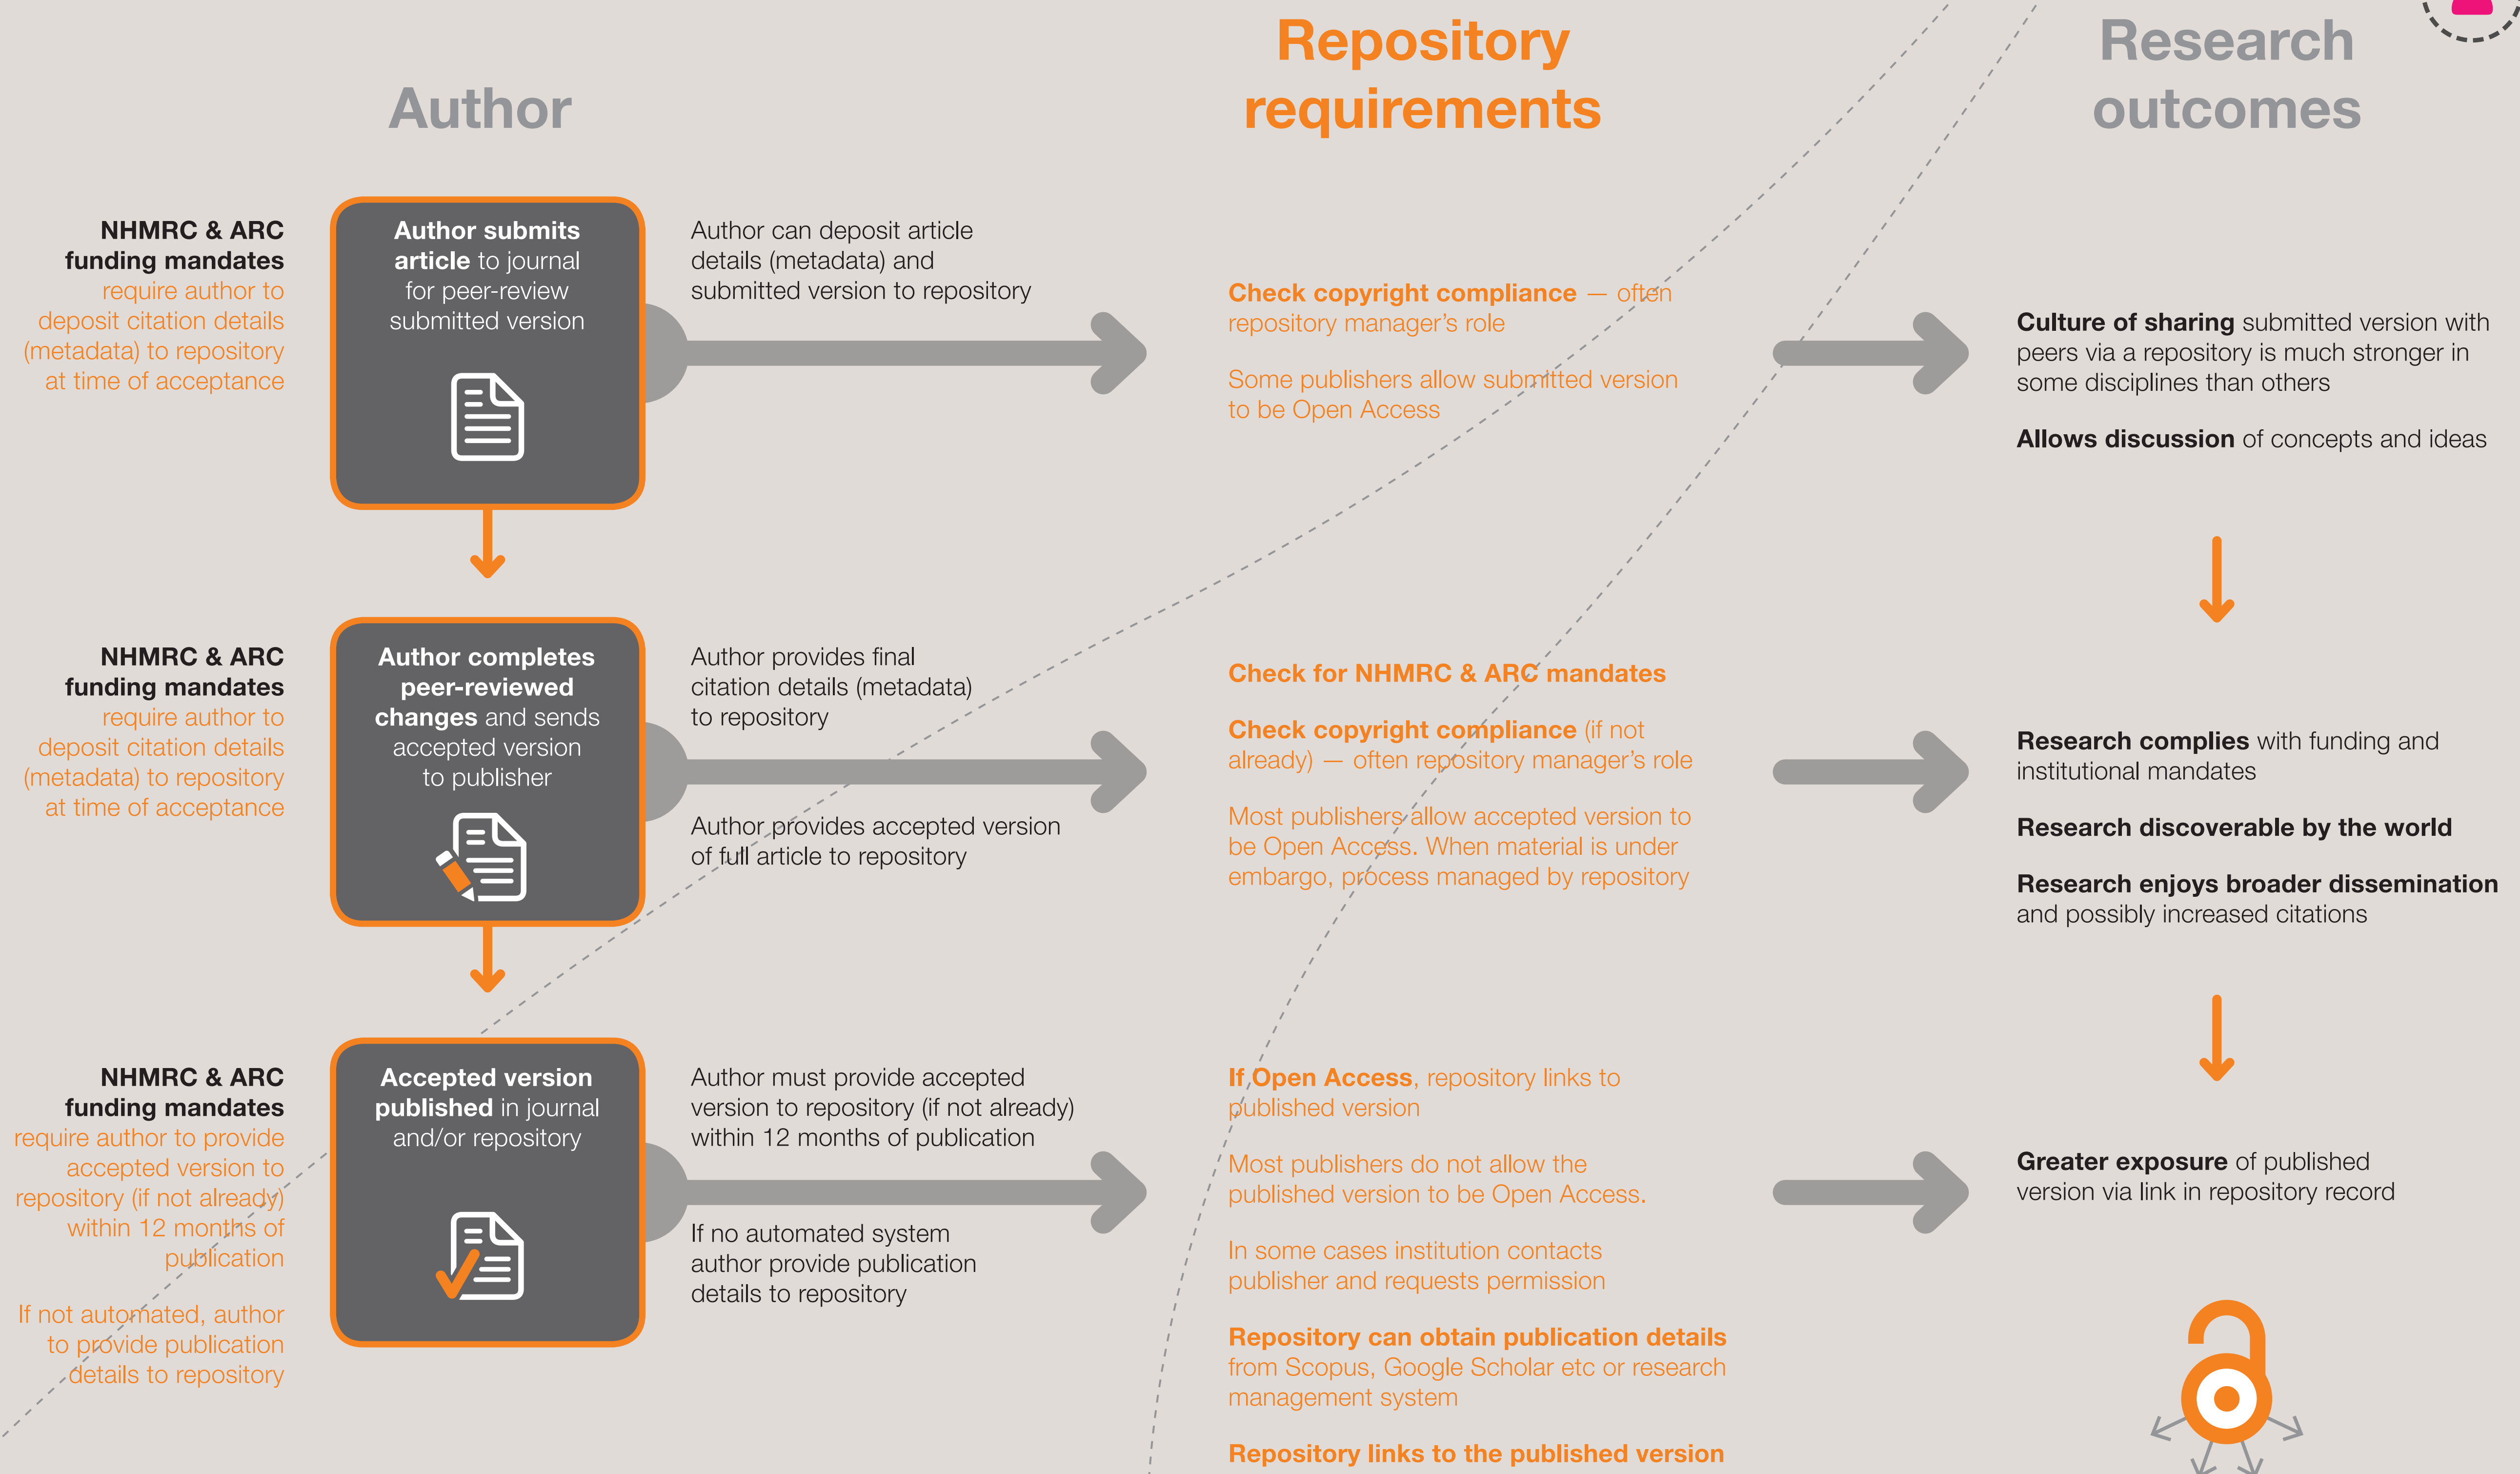 Author
Repository
requirements
Research
outcomes
NHMRC & ARC
funding mandates
require author to
deposit citation details
(metadata) to repository
at time of acceptance
Author submits
article to journal
for peer-review
submitted version
Author can deposit article
details (metadata) and
submitted version to repository
Check copyright compliance — often
repository manager’s role
Some publishers allow submitted version
to be Open Access
Culture of sharing submitted version with
peers via a repository is much stronger in
some disciplines than others
Allows discussion of concepts and ideas
NHMRC & ARC
funding mandates
require author to
deposit citation details
(metadata) to repository
at time of acceptance
Author completes
peer-reviewed
changes and sends
accepted version
to publisher
Author provides final
citation details (metadata)
to repository
Author provides accepted version
of full article to repository
Check for NHMRC & ARC mandates
Check copyright compliance (if not
already) — often repository manager’s role
Most publishers allow accepted version to
be Open Access. When material is under
embargo, process managed by repository
Research complies with funding and
institutional mandates
Research discoverable by the world
Research enjoys broader dissemination
and possibly increased citations
NHMRC & ARC
funding mandates
require author to provide
accepted version to
repository (if not already)
within 12 months of
publication
If not automated, author
to provide publication
details to repository
Accepted version
published in journal
and/or repository
Author must provide accepted
version to repository (if not already)
within 12 months of publication
If no automated system
author provide publication
details to repository
If Open Access, repository links to
published version
Most publishers do not allow the
published version to be Open Access.
In some cases institution contacts
publisher and requests permission
Repository can obtain publication details
from Scopus, Google Scholar etc or research
management system
Repository links to the published version
Greater exposure of published
version via link in repository record